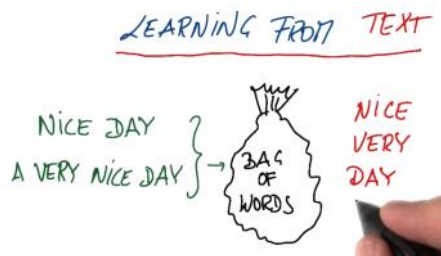 LEARNING FROM TEXT
NICE DAY
A VERY NICE DAY
BAG
OF
WORDS
NICE
VERY
DAY